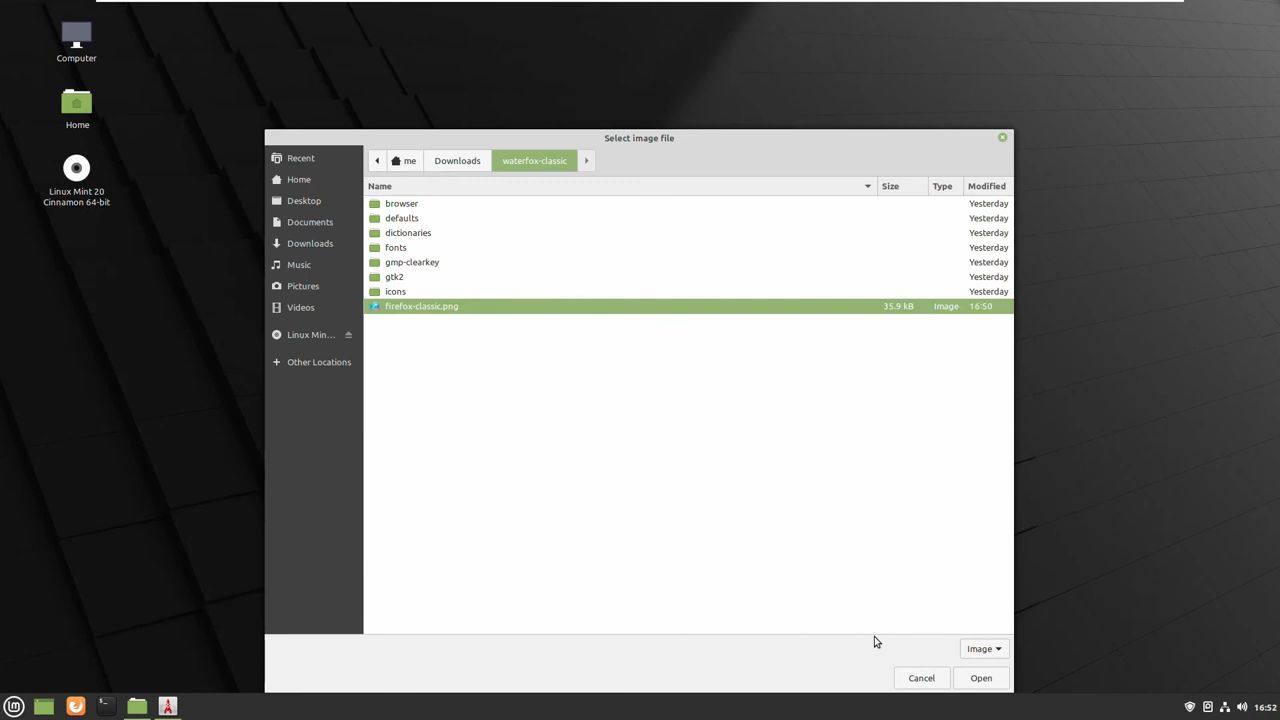 Computer
Home
Linux Mint 20
Cinnamon 64-bit
Select image file
me Downloads waterfox-classic
Recent
Home
Desktop
Documents
Downloads
Music
Pictures
Videos
Linux Min...
Other Locations
Name Size Type Modified
browser Yesterday
defaults Yesterday
dictionaries Yesterday
fonts Yesterday
gmp-clearkey Yesterday
gtk2 Yesterday
icons Yesterday
firefox-classic.png 35.9 kB Image 16:50
Image
Cancel Open
16:52